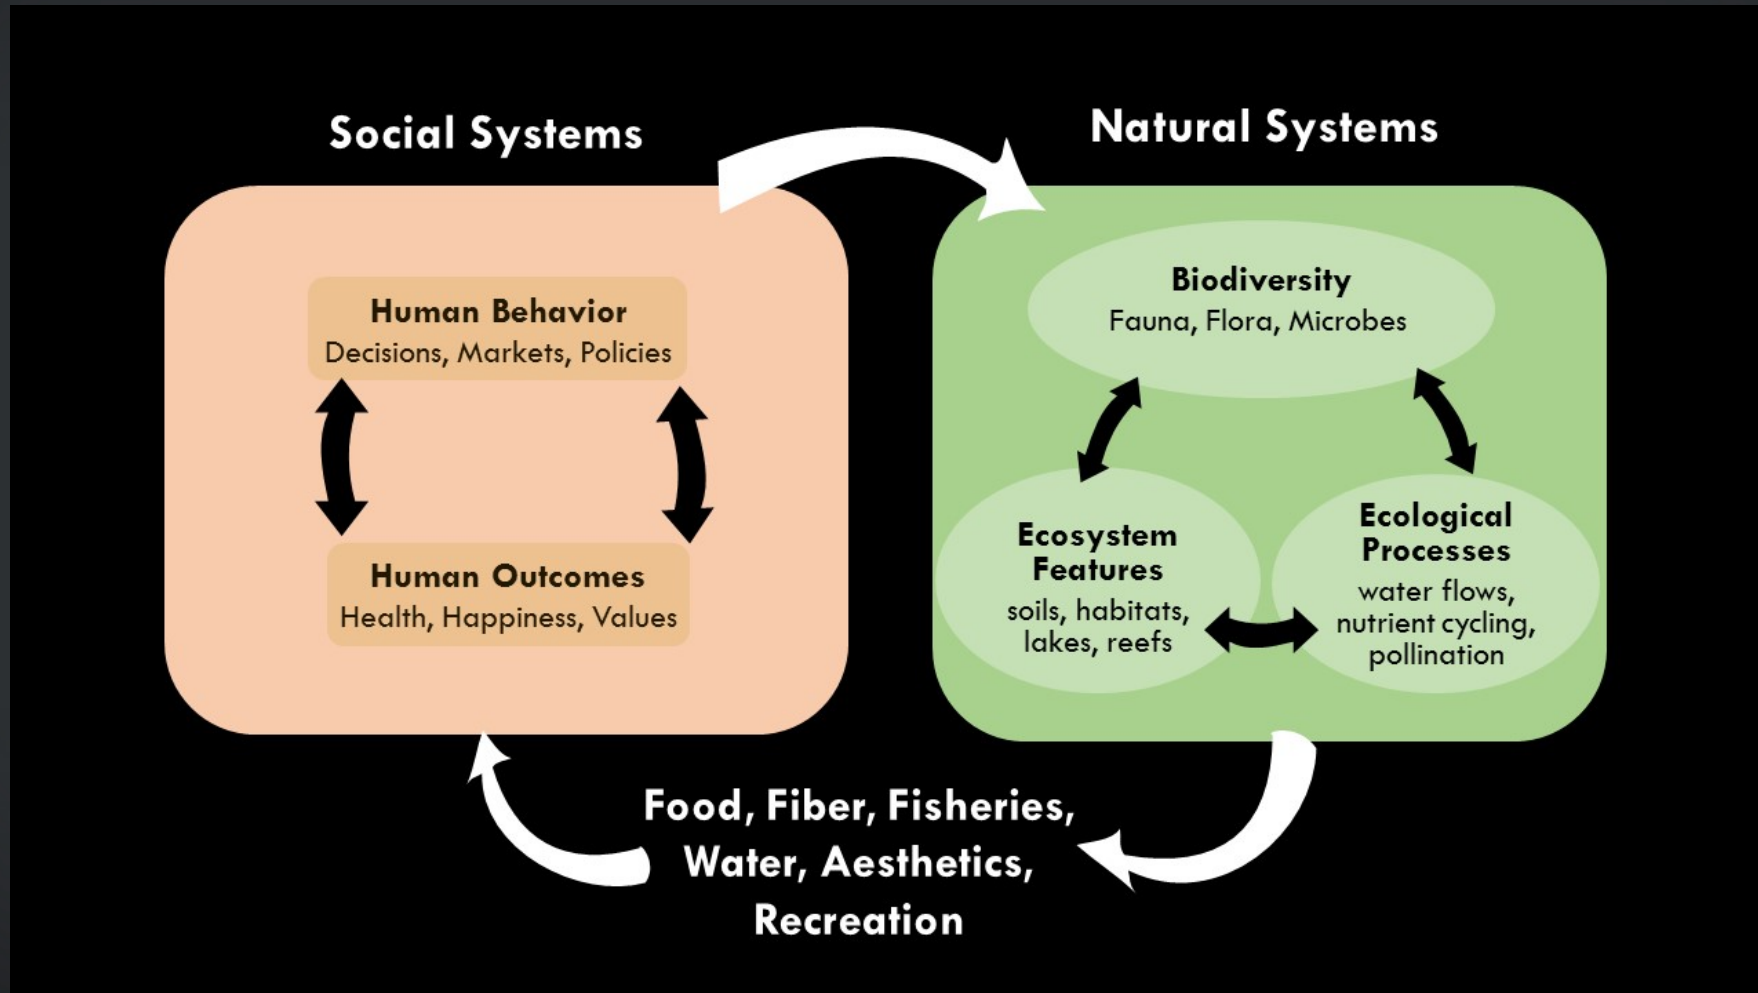 Social Systems
Natural Systems
Human Behavior
Decisions, Markets, Policies
Human Outcomes
Health, Happiness, Values
Biodiversity
Fauna, Flora, Microbes
Ecosystem
Features
soils, habitats,
lakes, reefs
Ecological
Processes
water flows,
nutrient cycling,
pollination
Food, Fiber, Fisheries,
Water, Aesthetics,
Recreation